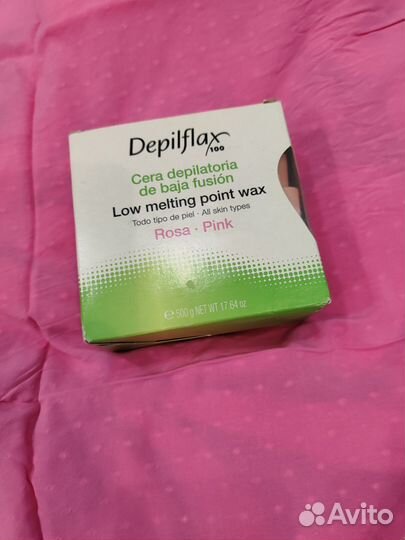 Depilflax
100
Cera depilatoria
de baja fusión
Low melting point wax
Todo tipo de piel · All skin types
Rosa · Pink
℮ 500 g NET WT 17.64 oz
Avito